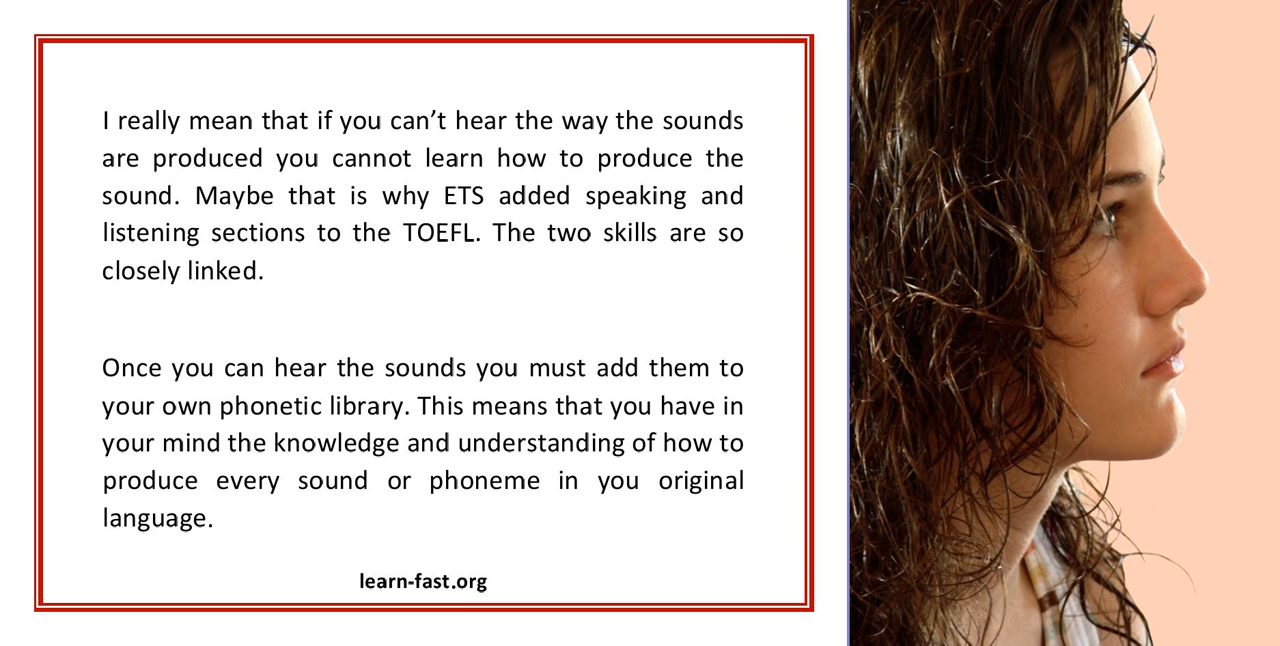 I really mean that if you can’t hear the way the sounds
are produced you cannot learn how to produce the
sound. Maybe that is why ETS added speaking and
listening sections to the TOEFL. The two skills are so
closely linked.
Once you can hear the sounds you must add them to
your own phonetic library. This means that you have in
your mind the knowledge and understanding of how to
produce every sound or phoneme in you original
language.
learn-fast.org